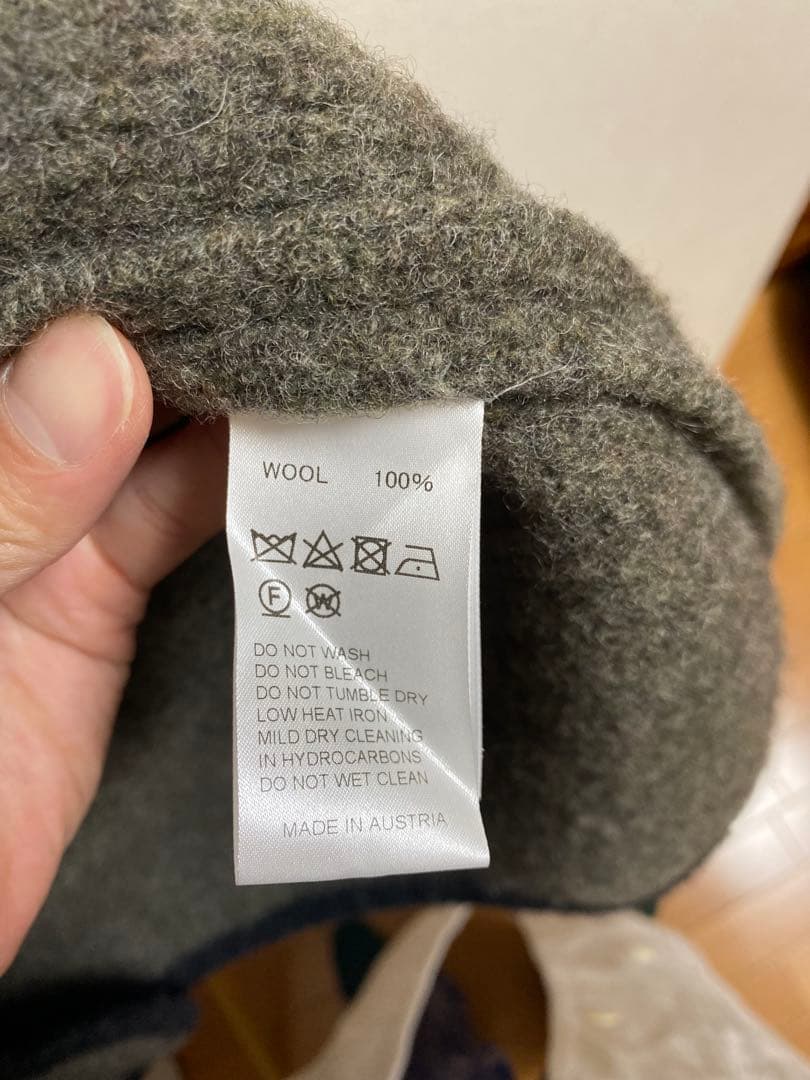 WOOL 100%
F W
DO NOT WASH
DO NOT BLEACH
DO NOT TUMBLE DRY
LOW HEAT IRON
MILD DRY CLEANING
IN HYDROCARBONS
DO NOT WET CLEAN
MADE IN AUSTRIA